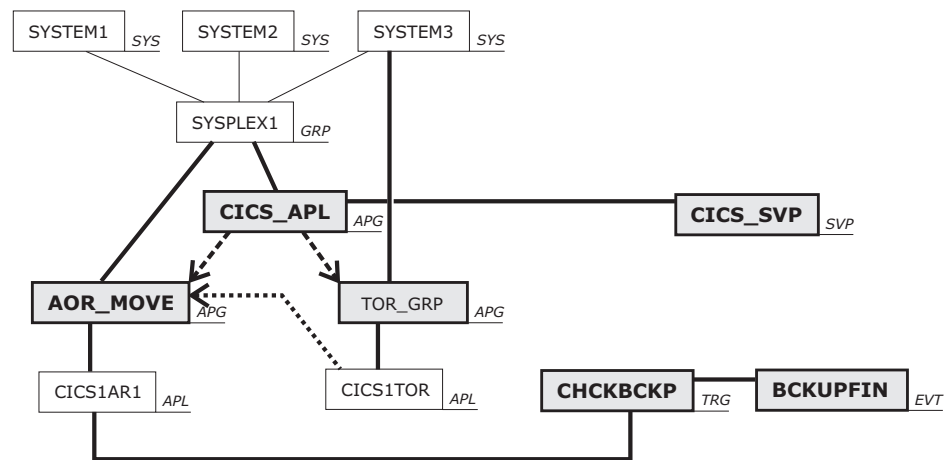 SYSTEM1 SYS SYSTEM2 SYS SYSTEM3 SYS
SYSPLEX1 GRP
CICS_APL APG CICS_SVP SVP
AOR_MOVE APG TOR_GRP APG
CICS1AR1 APL CICS1TOR APL CHCKBCKP TRG BCKUPFIN EVT